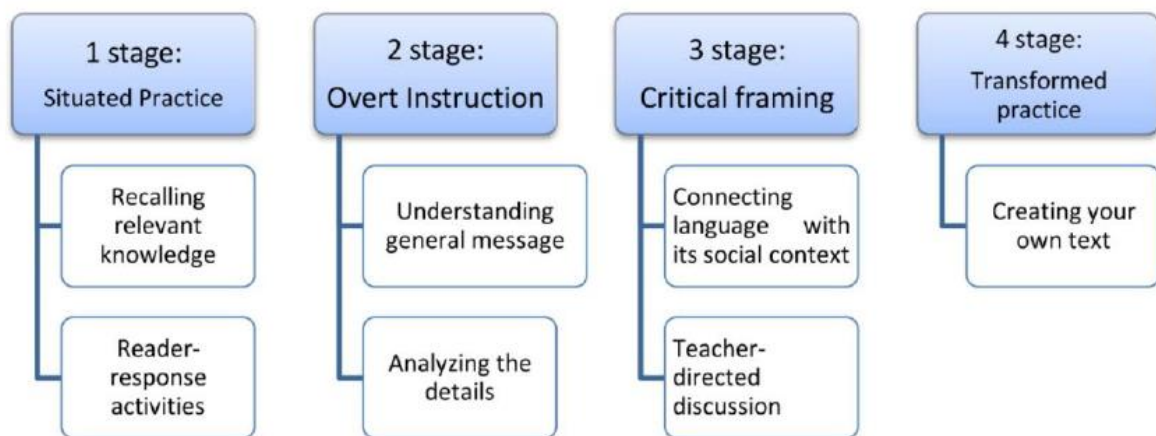 1 stage:
Situated Practice
Recalling
relevant
knowledge
Reader-
response
activities
2 stage:
Overt Instruction
Understanding
general message
Analyzing the
details
3 stage:
Critical framing
Connecting
language with
its social context
Teacher-
directed
discussion
4 stage:
Transformed
practice
Creating your
own text